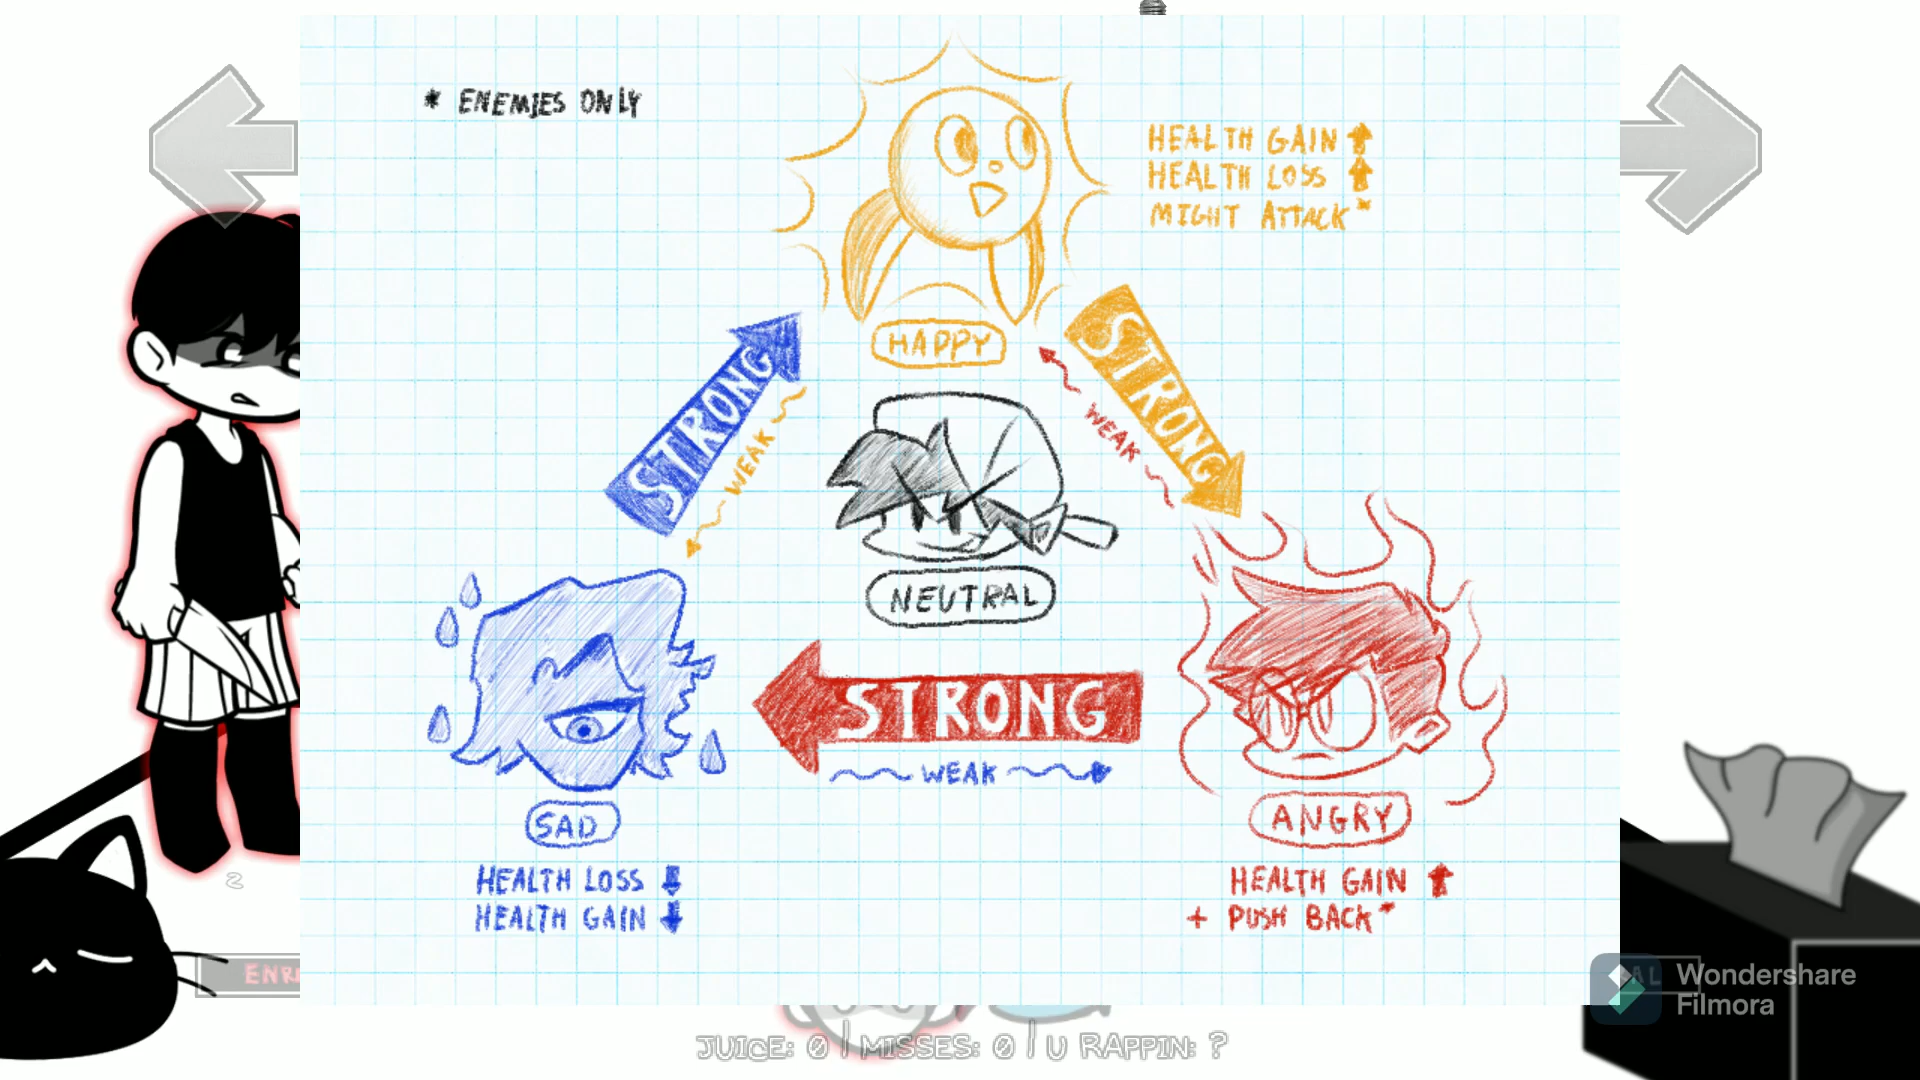 * ENEMIES ONLY
HEALTH GAIN
HEALTH LOSS
MIGHT ATTACK*
STRONG
WEAK
HAPPY
STRONG
WEAK
NEUTRAL
STRONG
WEAK
SAD
HEALTH LOSS
HEALTH GAIN
ANGRY
HEALTH GAIN
+ PUSH BACK*
2
JUICE: 0 | MISSES: 0 | U RAPPIN: ?
Wondershare
Filmora